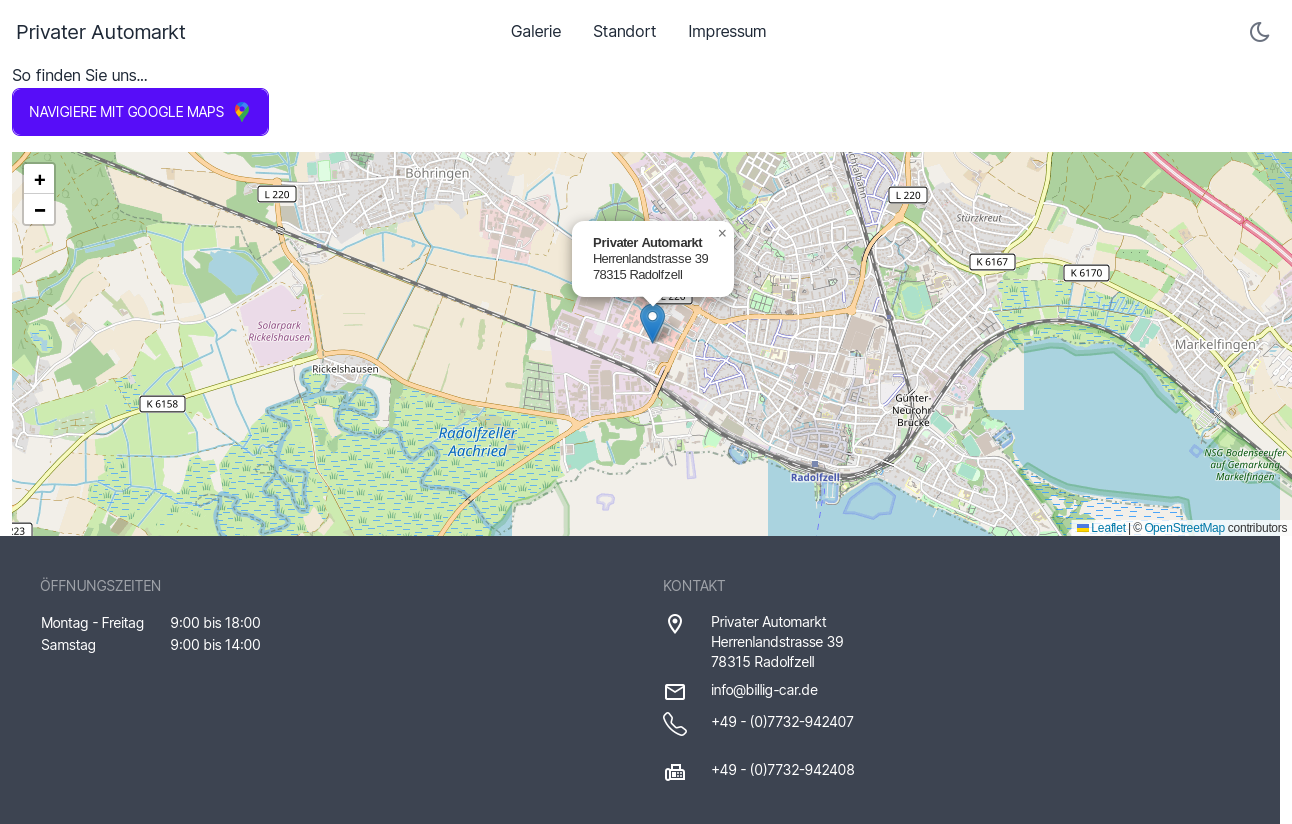 Privater Automarkt
Galerie
Standort
Impressum
So finden Sie uns...
NAVIGIERE MIT GOOGLE MAPS
+
−
L 220
Böhringen
L 220
Störzkreut
K 6167
K 6170
×
Privater Automarkt
Herrenlandstrasse 39
78315 Radolfzell
L 220
Solarpark
Rickelshausen
Rickelshausen
Markelfingen
K 6158
Günter-
Neurohr-
Brücke
Radolfzeller
Aachried
Radolfzell
NSG Bodenseeufer
auf Gemarkung
Markelfingen
223
Leaflet | © OpenStreetMap contributors
ÖFFNUNGSZEITEN
Montag - Freitag 9:00 bis 18:00
Samstag 9:00 bis 14:00
KONTAKT
Privater Automarkt
Herrenlandstrasse 39
78315 Radolfzell
info@billig-car.de
+49 - (0)7732-942407
+49 - (0)7732-942408